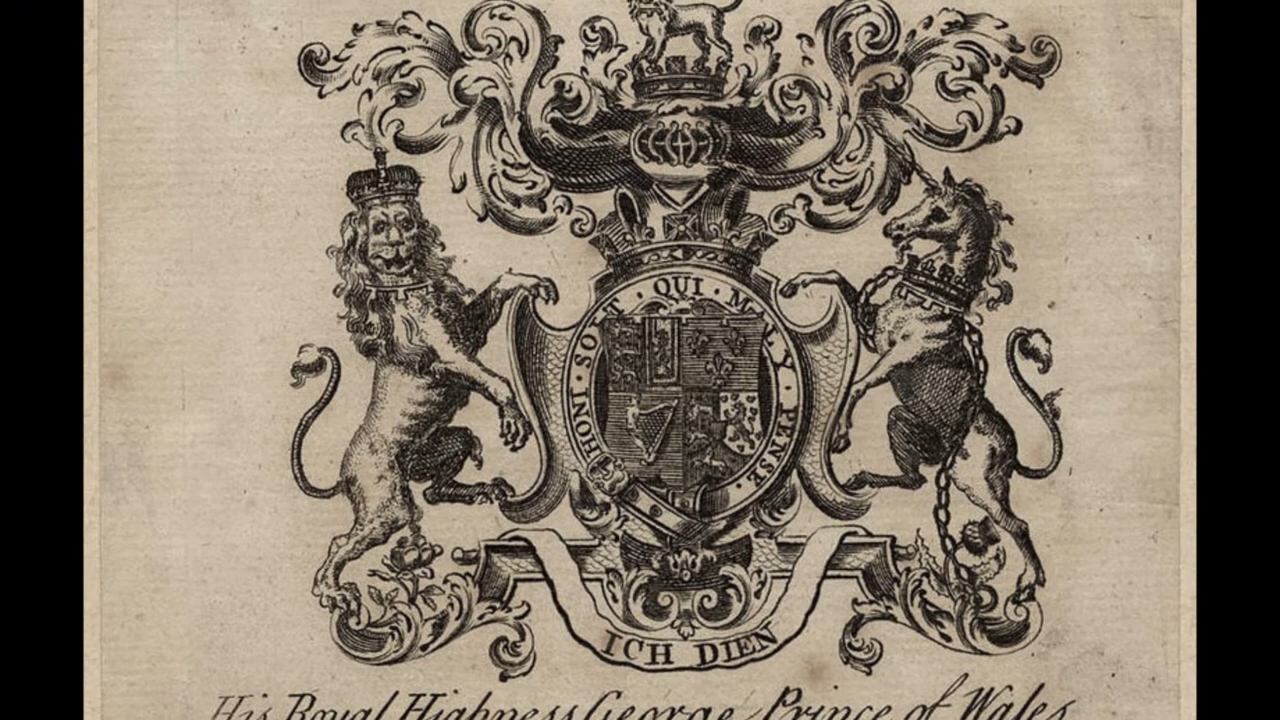 HONI · SOIT · QUI · MAL Y · PENSE.
ICH DIEN
His Royal Highness George Prince of Wales